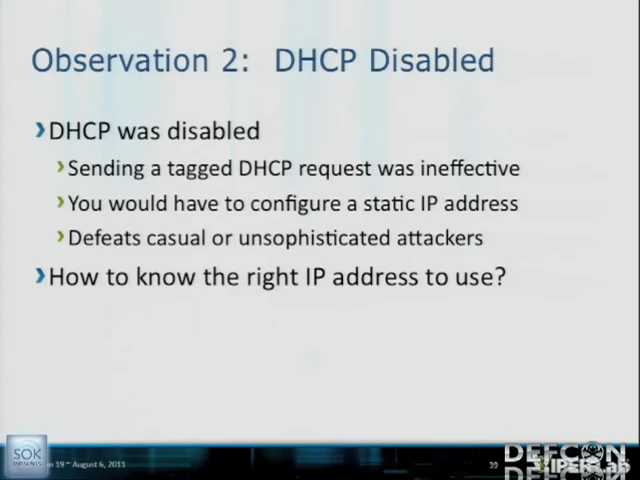 Observation 2: DHCP Disabled
DHCP was disabled
Sending a tagged DHCP request was ineffective
You would have to configure a static IP address
Defeats casual or unsophisticated attackers
How to know the right IP address to use?
SOK
19 ~ August 6, 2011
39
DEFCON